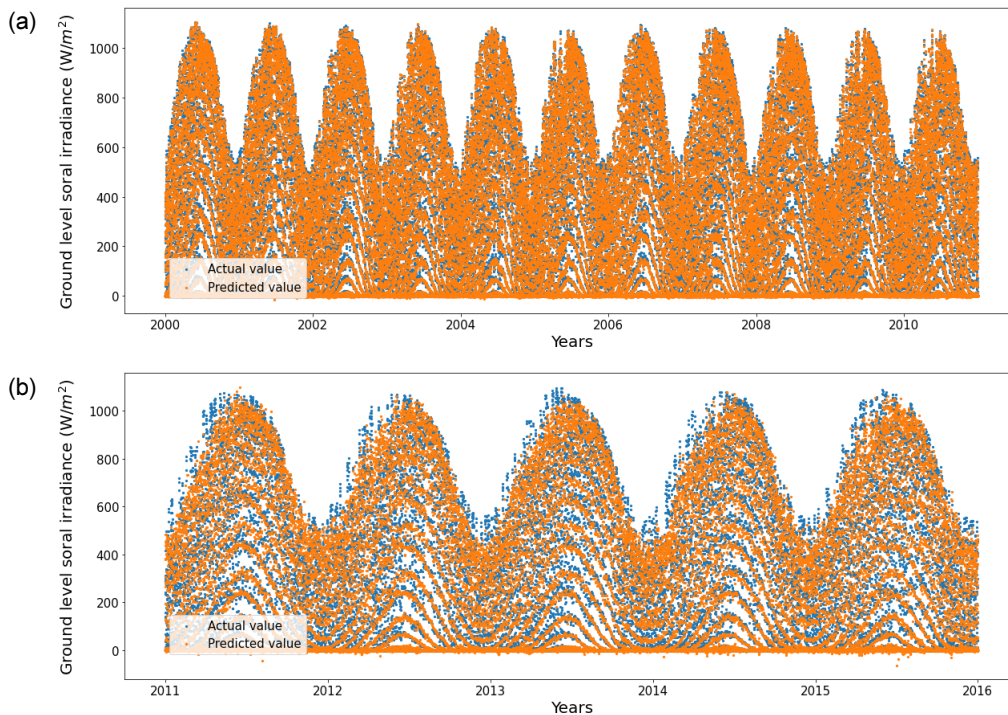 (a)
Ground level soral irradiance (W/m²)
1000
800
600
400
200
0
Actual value
Predicted value
2000 2002 2004 2006 2008 2010
Years
(b)
Ground level soral irradiance (W/m²)
1000
800
600
400
200
0
Actual value
Predicted value
2011 2012 2013 2014 2015 2016
Years